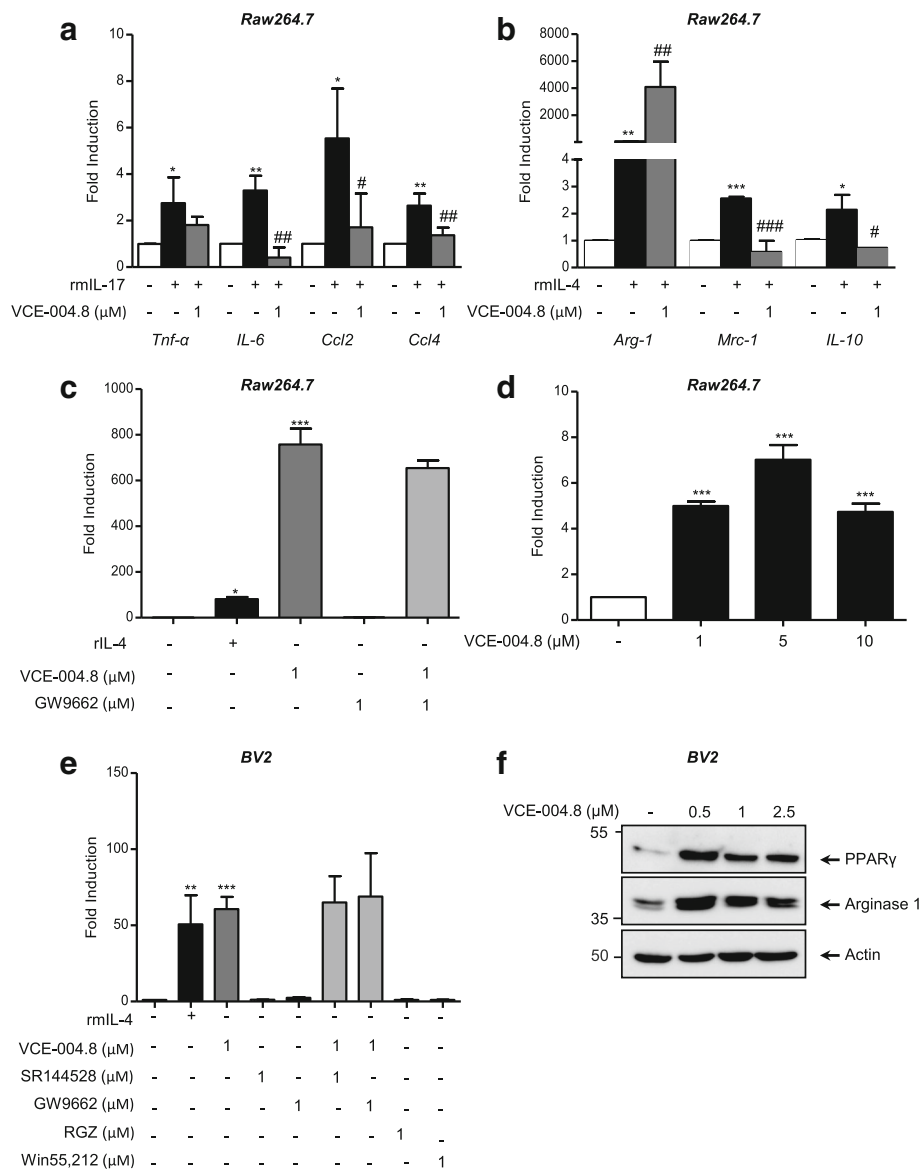 a
Raw264.7
Fold Induction
10
8
6
4
2
0
* ** * # ** ##
##
rmIL-17 - + + - + + - + + - + +
VCE-004.8 (μM) - - 1 - - 1 - - 1 - - 1
Tnf-α IL-6 Ccl2 Ccl4
b
Raw264.7
Fold Induction
8000
6000
4000
2000
4
3
2
1
0
** ## *** ### * #
rmIL-4 - + + - + + - + +
VCE-004.8 (μM) - - 1 - - 1 - - 1
Arg-1 Mrc-1 IL-10
c
Raw264.7
Fold Induction
1000
800
600
400
200
0
* ***
rIL-4 - + - - -
VCE-004.8 (μM) - - 1 - 1
GW9662 (μM) - - - 1 1
d
Raw264.7
Fold Induction
10
8
6
4
2
0
*** *** ***
VCE-004.8 (μM) - 1 5 10
e
BV2
Fold Induction
150
100
50
0
** ***
rmIL-4 - + - - - - - - -
VCE-004.8 (μM) - - 1 - - 1 1 - -
SR144528 (μM) - - - 1 - 1 - - -
GW9662 (μM) - - - - 1 - 1 - -
RGZ (μM) - - - - - - - 1 -
Win55,212 (μM) - - - - - - - - 1
f
BV2
VCE-004.8 (μM) - 0.5 1 2.5
55
PPARγ
Arginase 1
35
50
Actin